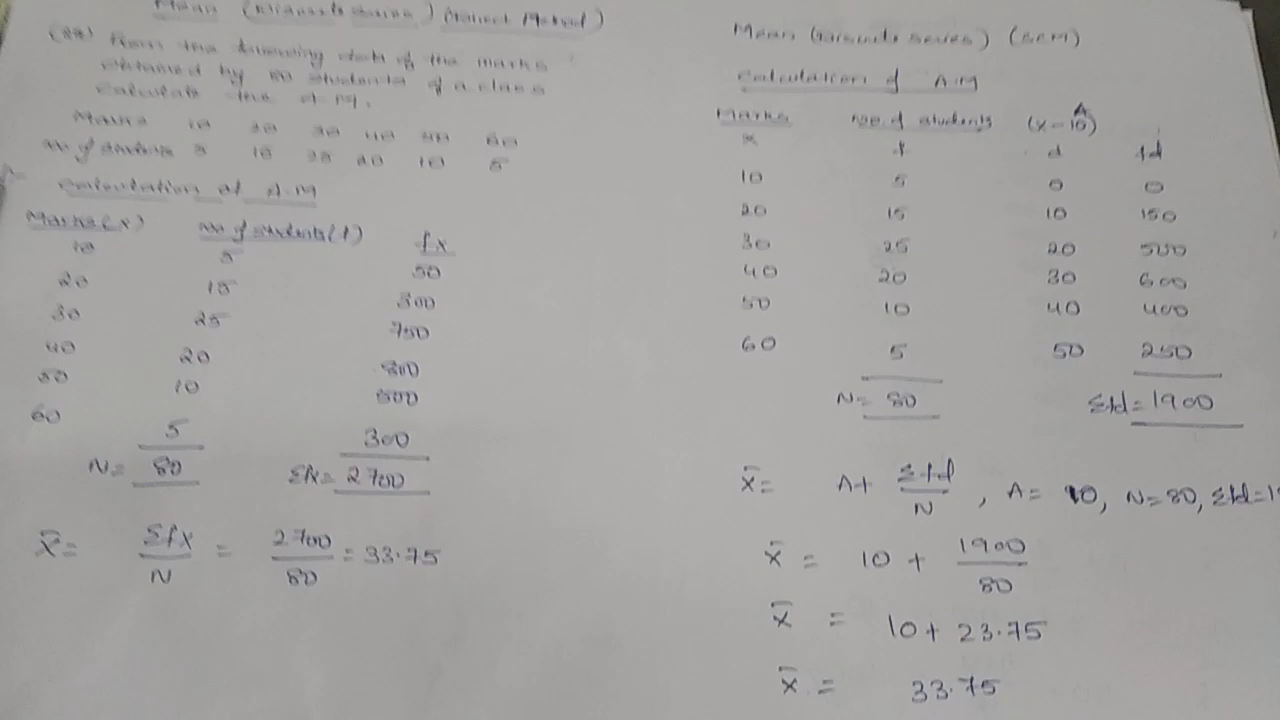 Mean (Discrete Series) Direct Method)
From the following data of the marks
obtained by 80 students of a class
Calculate the A.M.
Marks 10 20 30 40 50 60
No. of students 5 15 25 20 10 5
Calculation of A.M
Marks(x) no of students(f) fx
10 5 50
20 15 300
30 25 750
40 20 800
50 10 500
60 5 300
N= 80 Σfx= 2700
x̄= Σfx/N = 2700/80 = 33.75
Mean (Discrete Series) (SCM)
Calculation of A.M
Marks no. of students (x-10) A
x f d fd
10 5 0 0
20 15 10 150
30 25 20 500
40 20 30 600
50 10 40 400
60 5 50 250
N= 80 Σfd=1900
x̄= A+ Σfd/N , A= 10, N=80, Σfd=1
x̄ = 10 + 1900/80
x̄ = 10+ 23.75
x̄ = 33.75